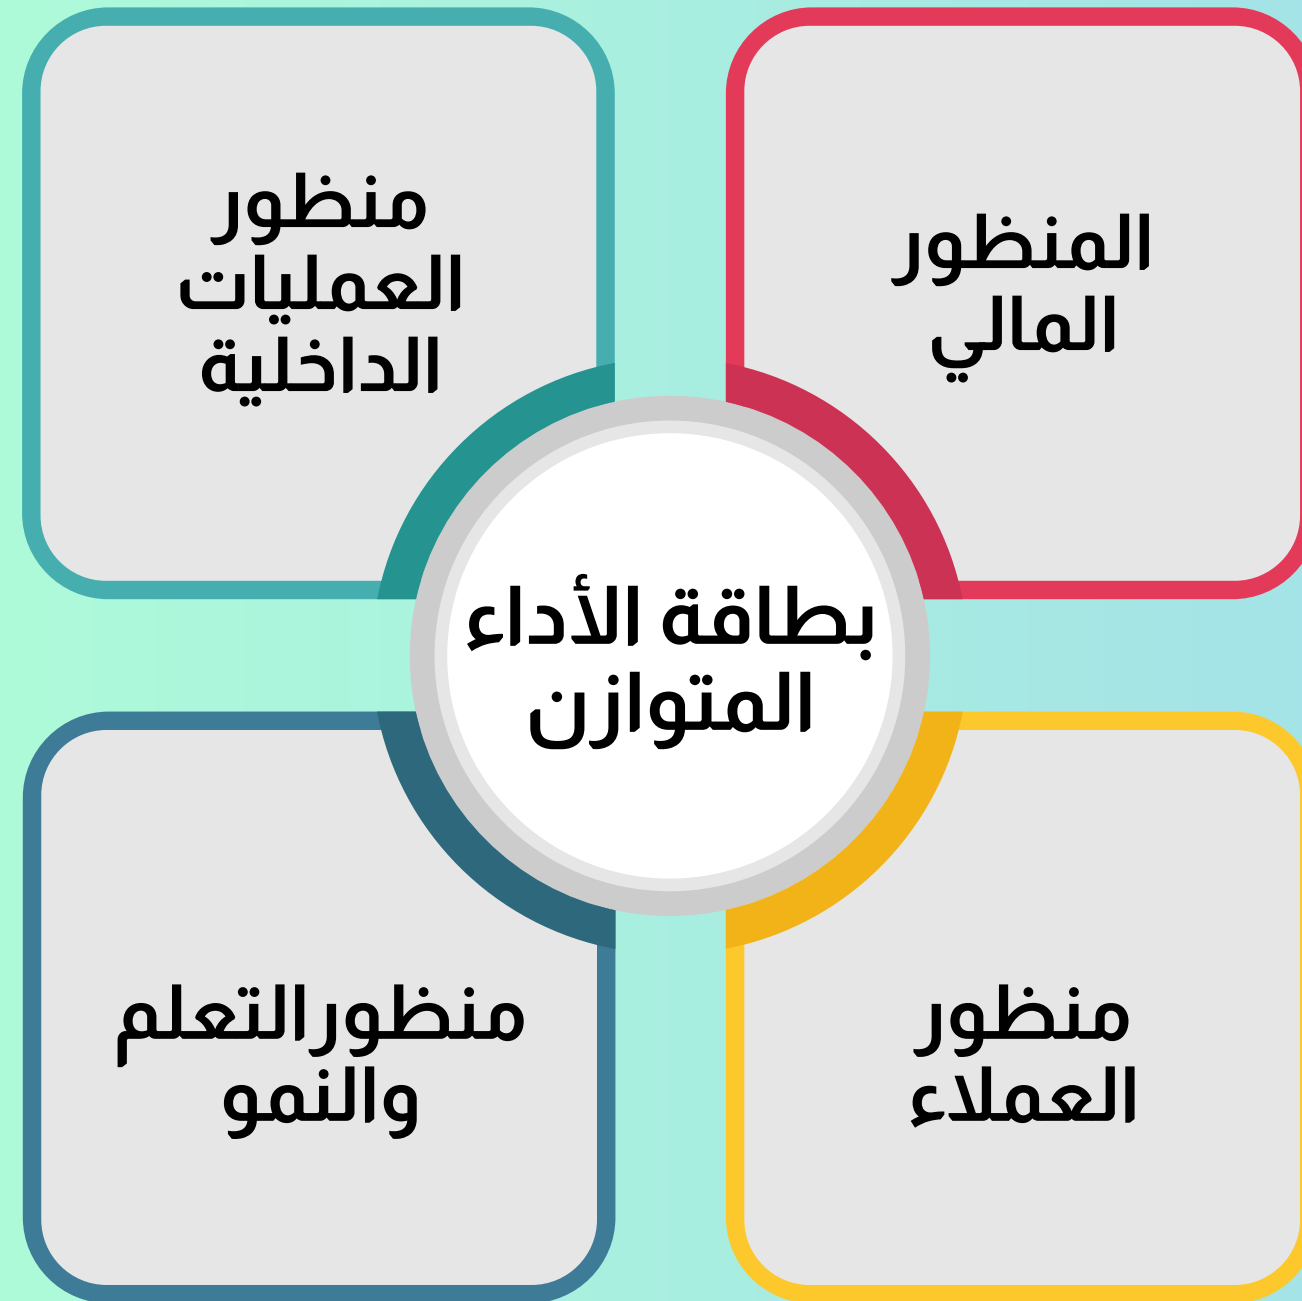 المنظور
المالي
منظور
العمليات
الداخلية
بطاقة الأداء
المتوازن
منظور
العملاء
منظورالتعلم
والنمو